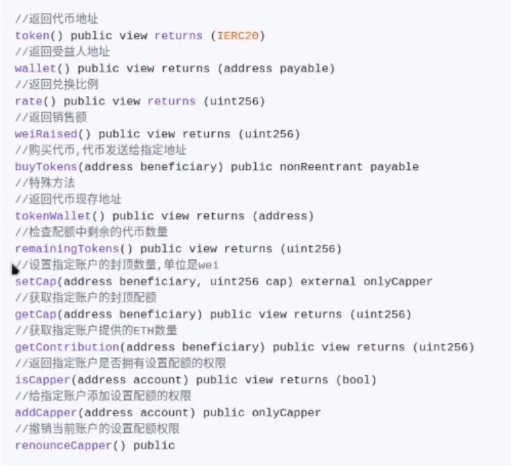 //返回代币地址
token() public view returns (IERC20)
//返回受益人地址
wallet() public view returns (address payable)
//返回兑换比例
rate() public view returns (uint256)
//返回销售额
weiRaised() public view returns (uint256)
//购买代币,代币发送给指定地址
buyTokens(address beneficiary) public nonReentrant payable
//特殊方法
//返回代币现存地址
tokenWallet() public view returns (address)
//检查配额中剩余的代币数量
remainingTokens() public view returns (uint256)
//设置指定账户的封顶数量,单位是wei
setCap(address beneficiary, uint256 cap) external onlyCapper
//获取指定账户的封顶配额
getCap(address beneficiary) public view returns (uint256)
//获取指定账户提供的ETH数量
getContribution(address beneficiary) public view returns (uint256)
//返回指定账户是否拥有设置配额的权限
isCapper(address account) public view returns (bool)
//给指定账户添加设置配额的权限
addCapper(address account) public onlyCapper
//撤销当前账户的设置配额权限
renounceCapper() public